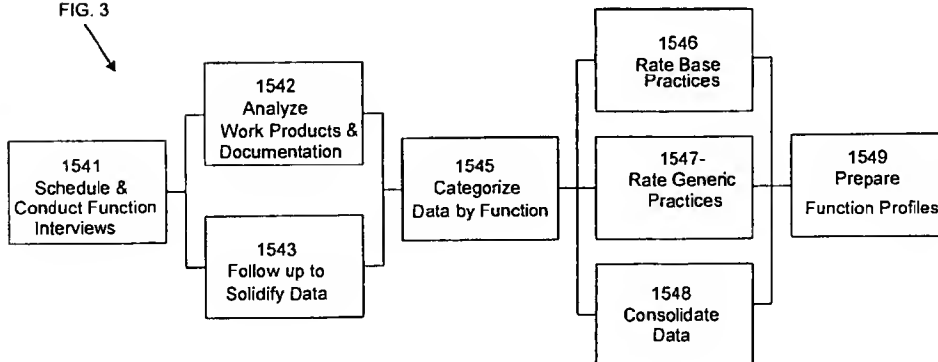 FIG. 3
1541
Schedule &
Conduct Function
Interviews
1542
Analyze
Work Products &
Documentation
1543
Follow up to
Solidify Data
1545
Categorize
Data by Function
1546
Rate Base
Practices
1547-
Rate Generic
Practices
1548
Consolidate
Data
1549
Prepare
Function Profiles